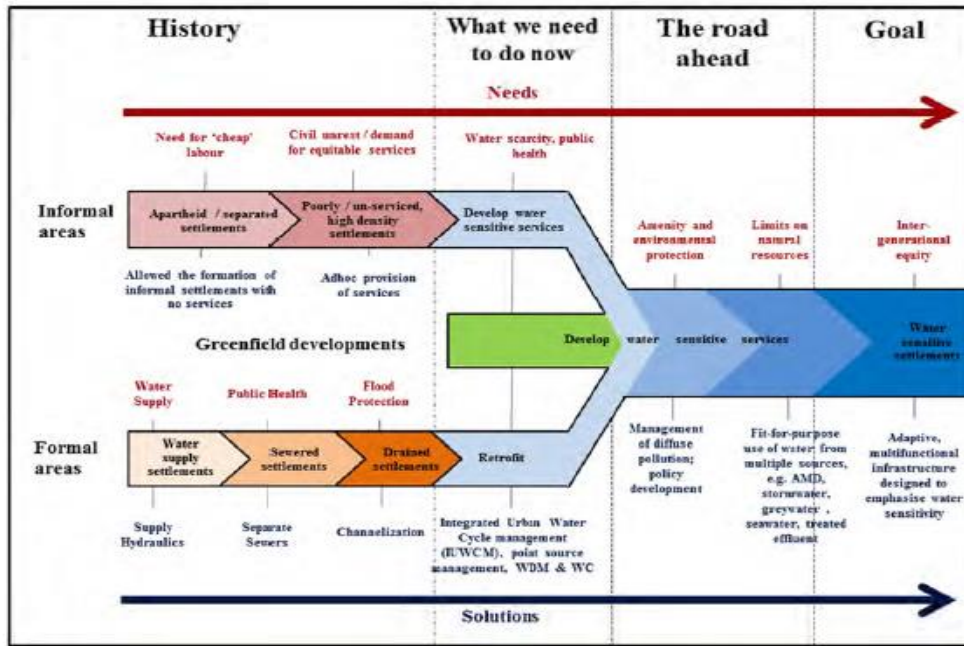 History
What we need
to do now
The road
ahead
Goal
Needs
Need for 'cheap'
labour
Civil unrest / demand
for equitable services
Water scarcity, public
health
Informal
areas
Apartheid / separated
settlements
Poorly / un-serviced,
high density
settlements
Develop water
sensitive services
Amenity and
environmental
protection
Limits on
natural
resources
Inter-
generational
equity
Allowed the formation of
informal settlements with
no services
Adhoc provision
of services
Greenfield developments
Develop water sensitive services
Water
sensitive
settlements
Water
Supply
Public Health
Flood
Protection
Formal
areas
Water
supply
settlements
Sewered
settlements
Drained
settlements
Retrofit
Management
of diffuse
pollution;
policy
development
Fit-for-purpose
use of water from
multiple sources,
e.g. AMD,
stormwater,
greywater ,
seawater, treated
effluent
Adaptive,
multifunctional
infrastructure
designed to
emphasise water
sensitivity
Supply
Hydraulics
Separate
Sewers
Channelization
Integrated Urban Water
Cycle management
(IUWCM), point source
management, WDM & WC
Solutions